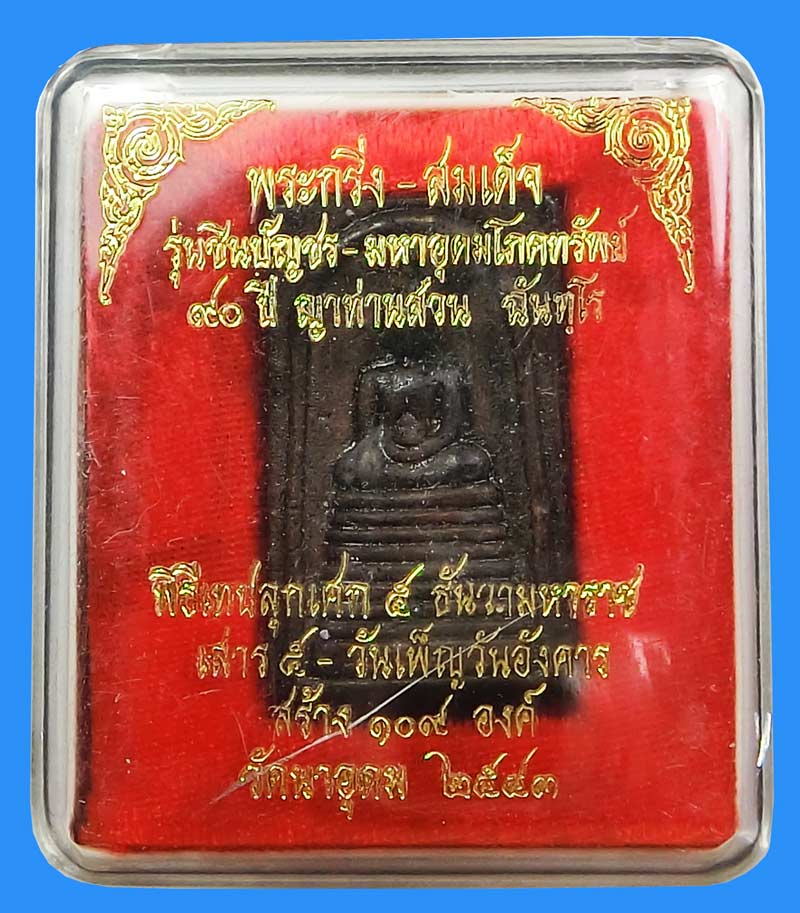 พระกริ่ง - สมเด็จ
รุ่นชินบัญชร - มหาอุดมโภคทรัพย์
๙๐ ปี ญาท่านสวน ฉันทโร
พิธีเทปลุกเศก ๕ ธันวามหาราช
เสาร์ ๕ - วันเพ็ญวันอังคาร
สร้าง ๑๐๙ องค์
วัดนาอุดม ๒๕๔๓